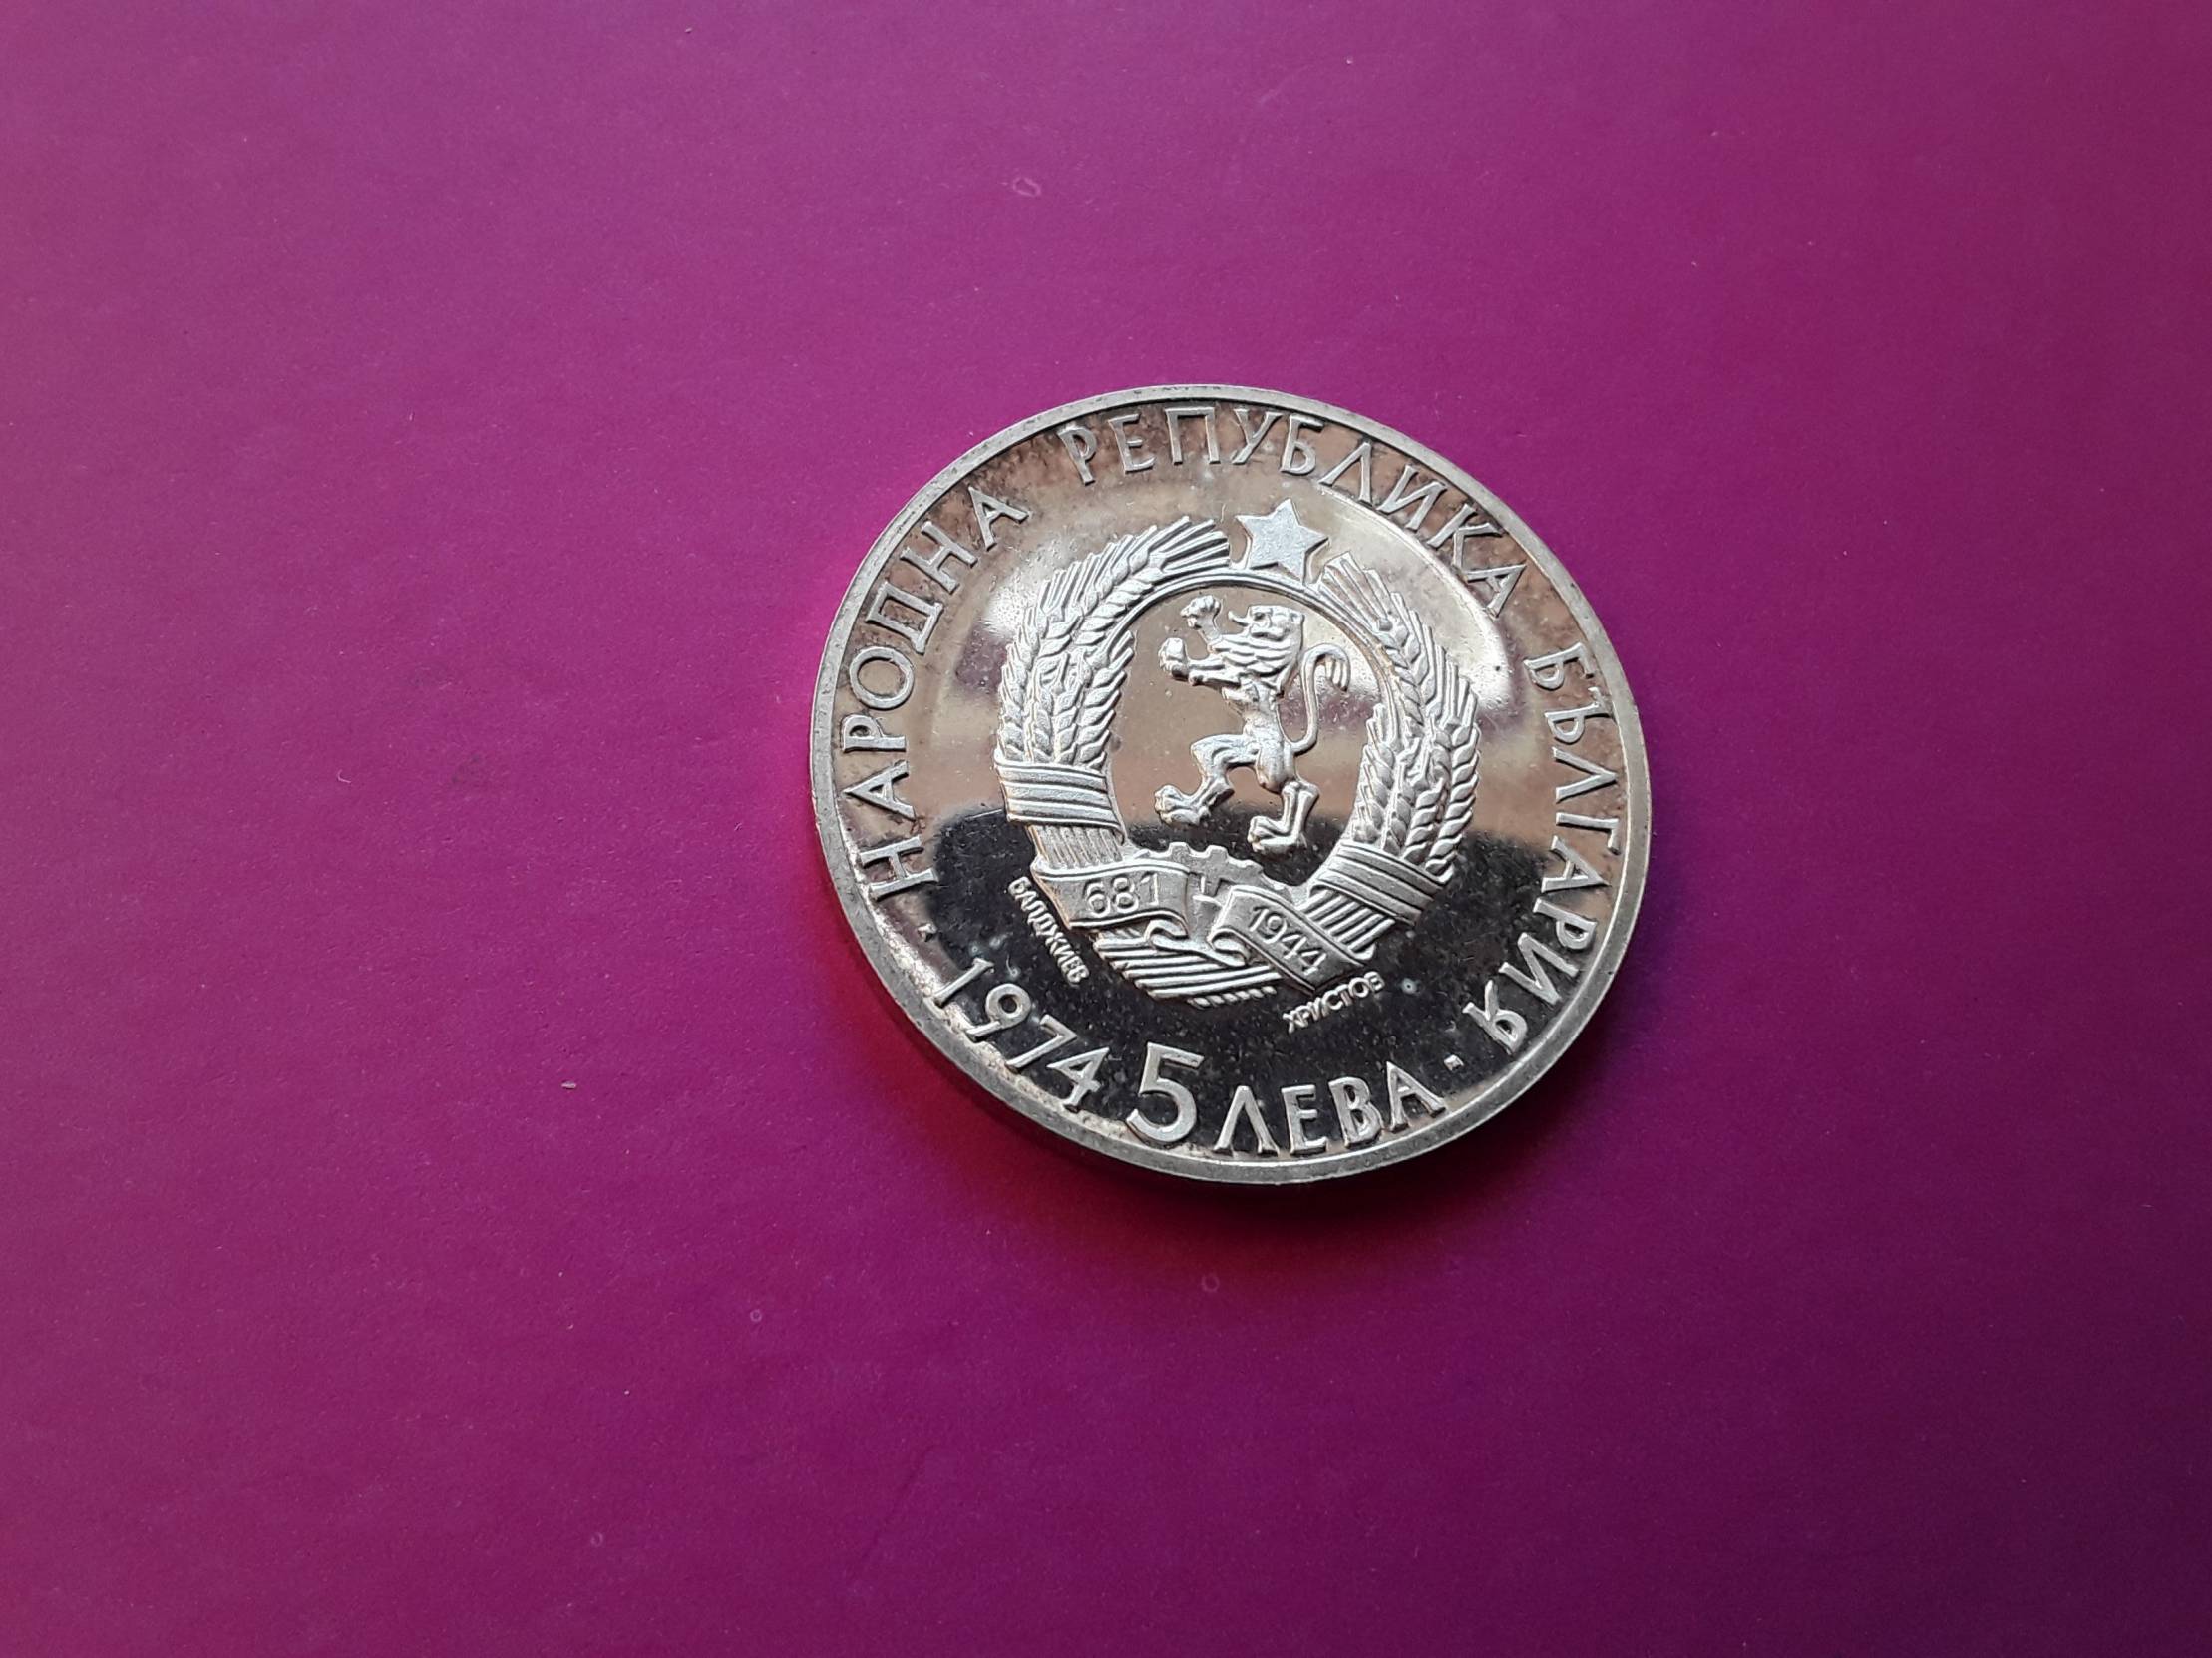 НАРОДНА РЕПУБЛИКА БЪЛГАРИЯ
681
1944
БАЛДЖИЕВ
ХРИСТОВ
· 1974 5 ЛЕВА ·